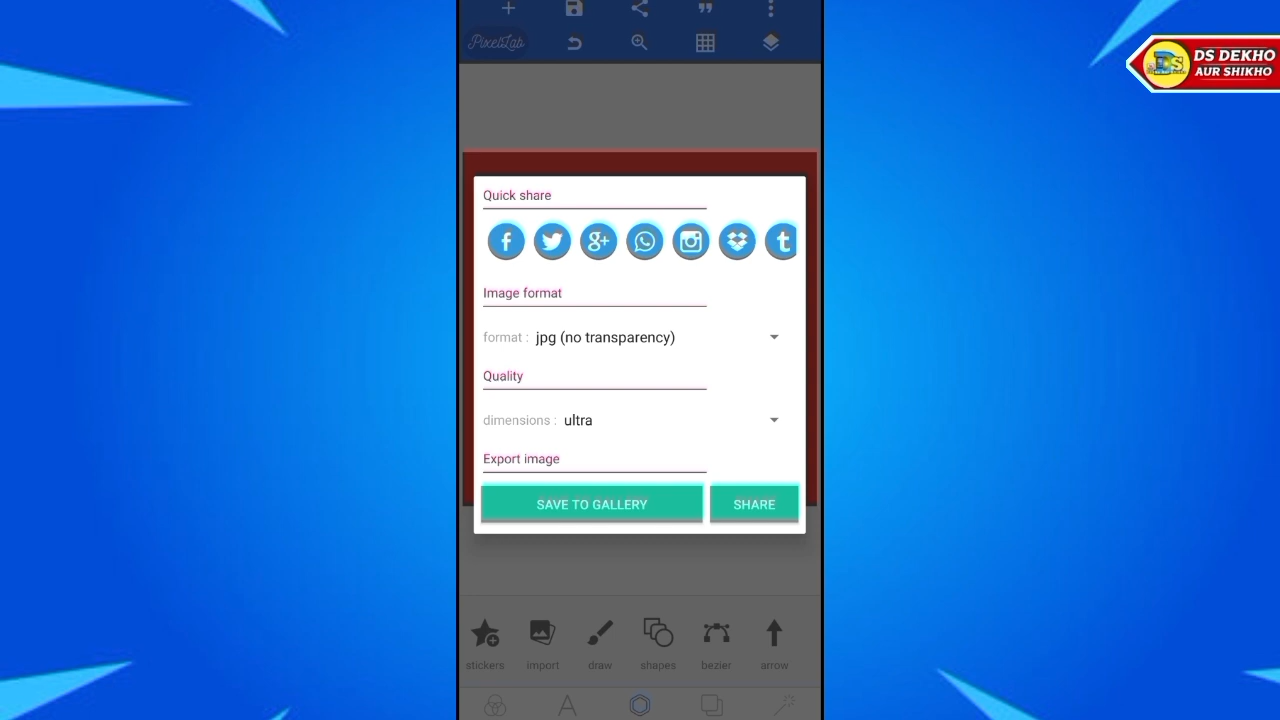 PixelLab
DS DEKHO
AUR SHIKHO
DS
Quick share
Image format
format : jpg (no transparency)
Quality
dimensions : ultra
Export image
SAVE TO GALLERY SHARE
stickers import draw shapes bezier arrow